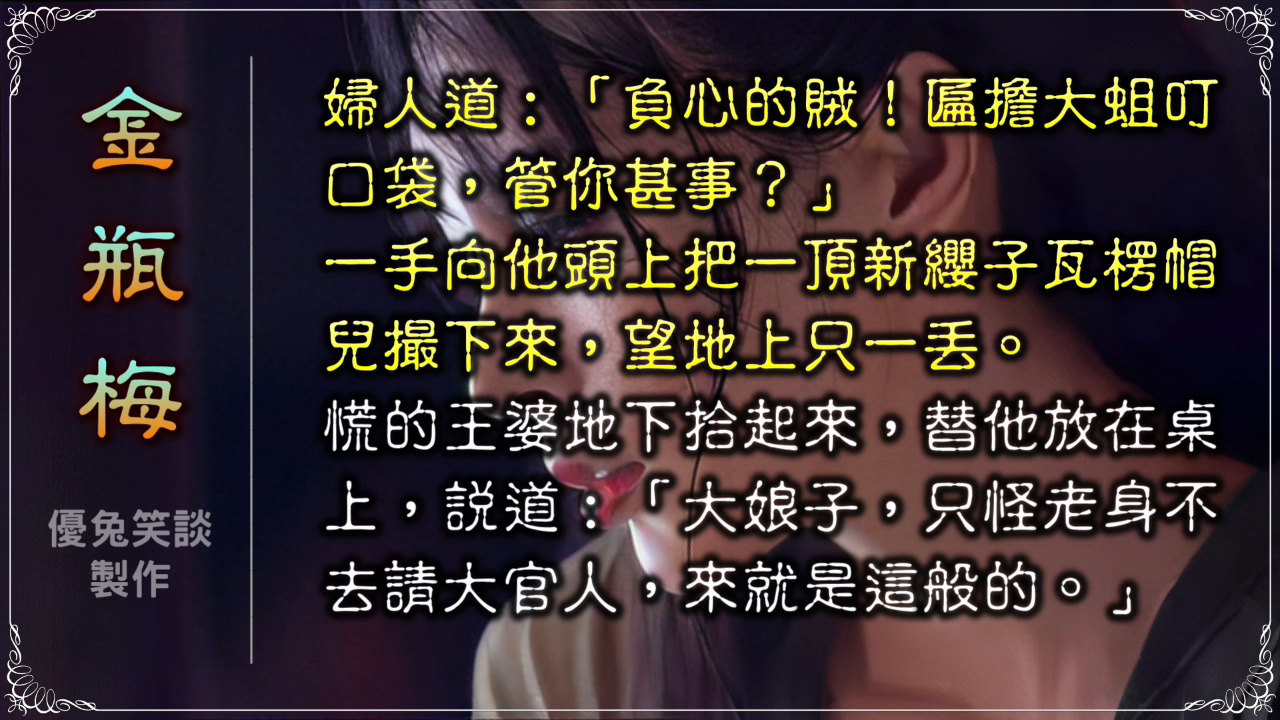 金瓶梅
優兔笑談
製作
婦人道：「負心的賊！匾擔大蛆叮
口袋，管你甚事？」
一手向他頭上把一頂新纓子瓦楞帽
兒撮下來，望地上只一丟。
慌的王婆地下拾起來，替他放在桌
上，説道：「大娘子，只怪老身不
去請大官人，來就是這般的。」